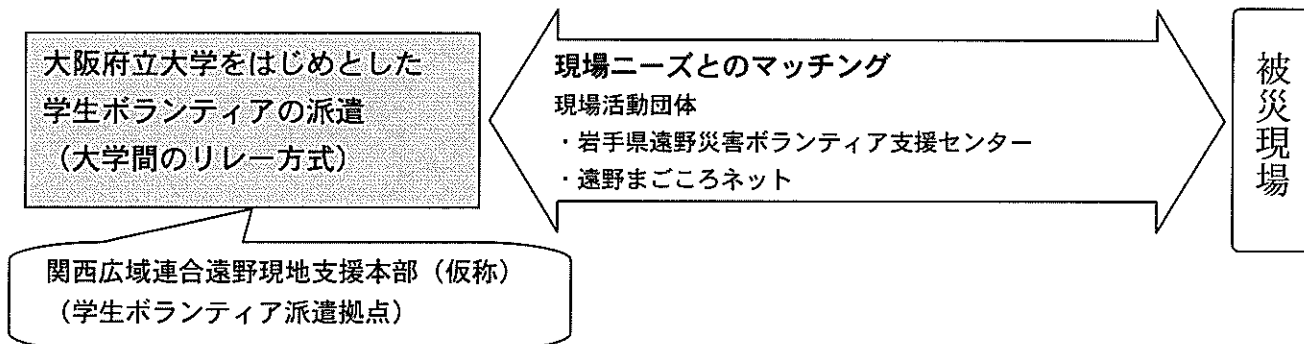 大阪府立大学をはじめとした
学生ボランティアの派遣
（大学間のリレー方式）
現場ニーズとのマッチング
現場活動団体
・岩手県遠野災害ボランティア支援センター
・遠野まごころネット
被災現場
関西広域連合遠野現地支援本部（仮称）
（学生ボランティア派遣拠点）